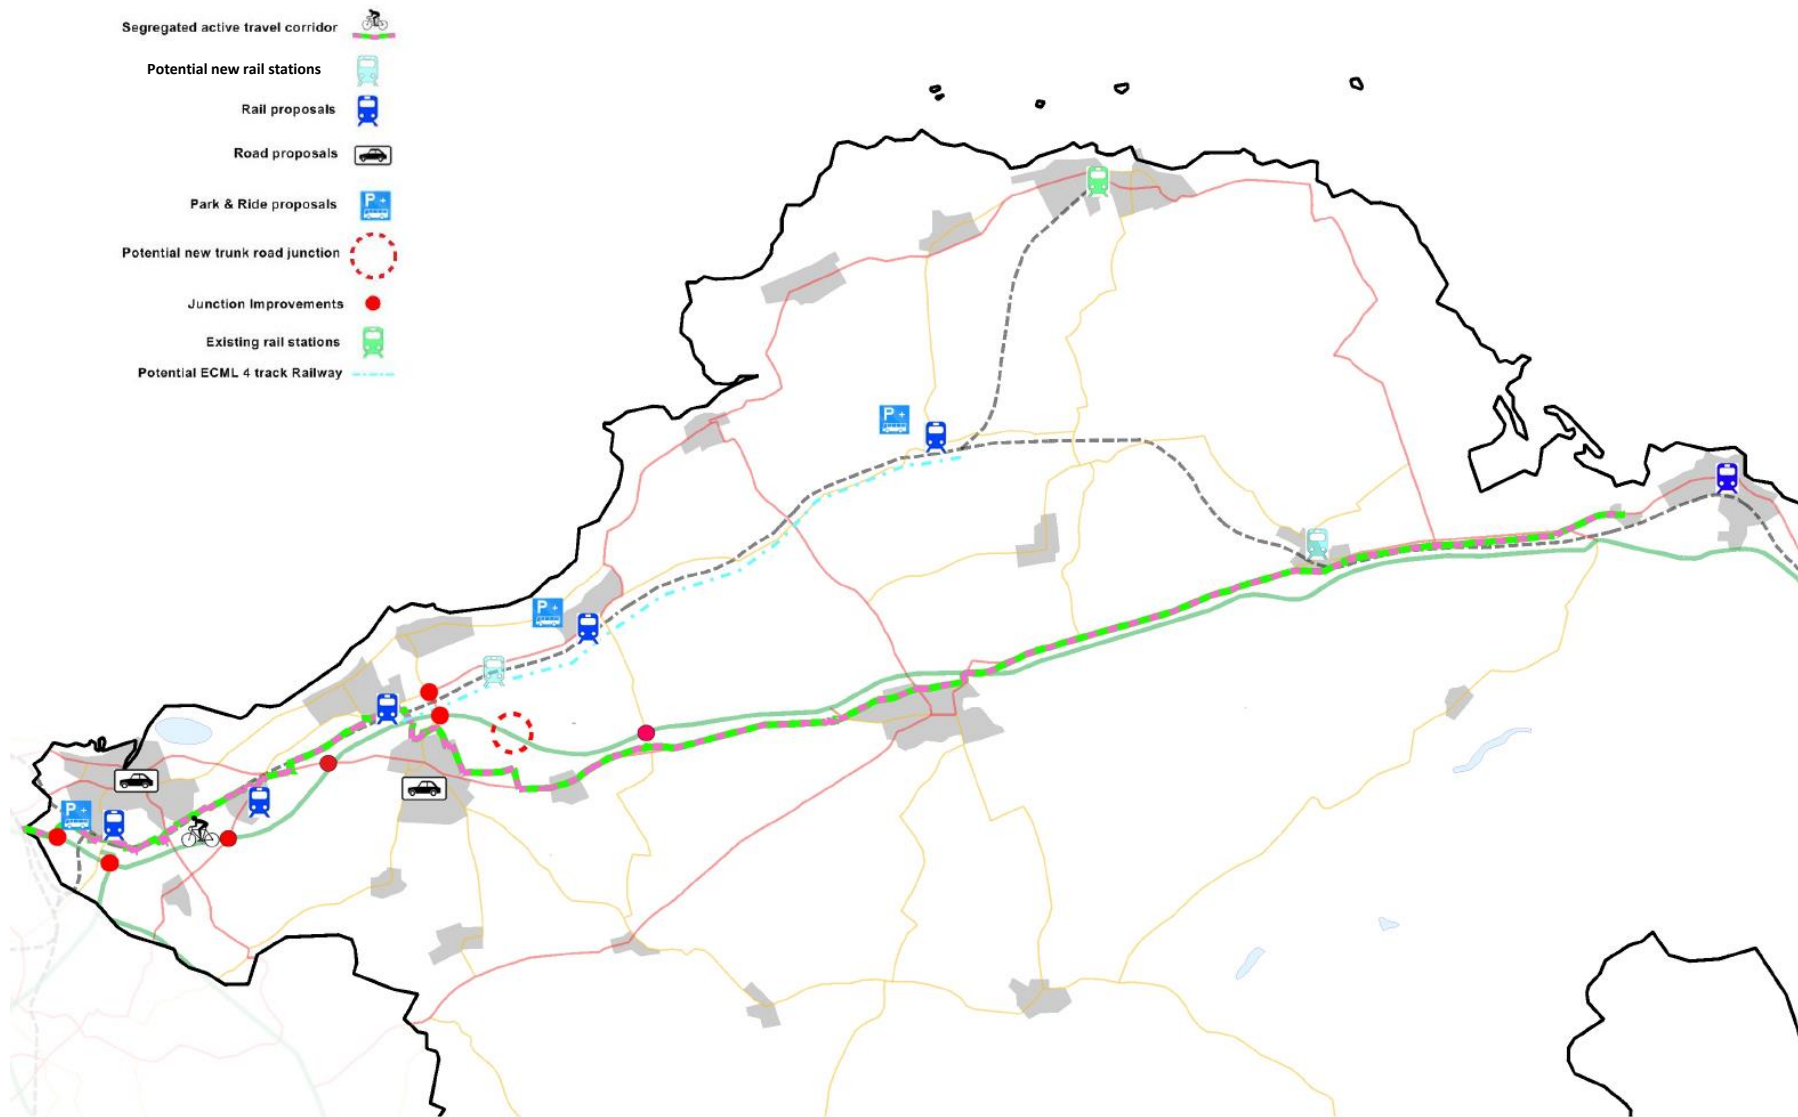 Segregated active travel corridor
Potential new rail stations
Rail proposals
Road proposals
Park & Ride proposals
Potential new trunk road junction
Junction Improvements
Existing rail stations
Potential ECML 4 track Railway
P +
P +
P +
P +